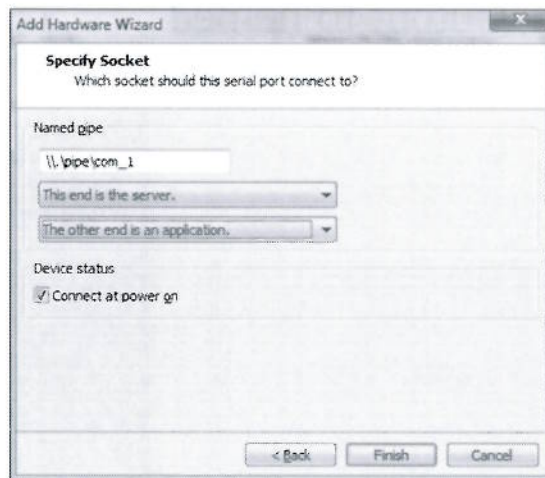 Add Hardware Wizard
Specify Socket
Which socket should this serial port connect to?
Named pipe
\\.\pipe\com_1
This end is the server.
The other end is an application.
Device status
Connect at power on
< Back
Finish
Cancel